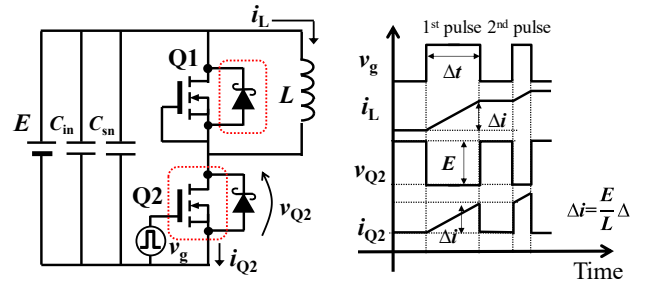 i_L
Q1
E
C_in
C_sn
L
Q2
v_Q2
v_g
i_Q2
1st pulse 2nd pulse
v_g
Δt
i_L
Δi
v_Q2
E
i_Q2
Δi
Δi=E/L Δ
Time